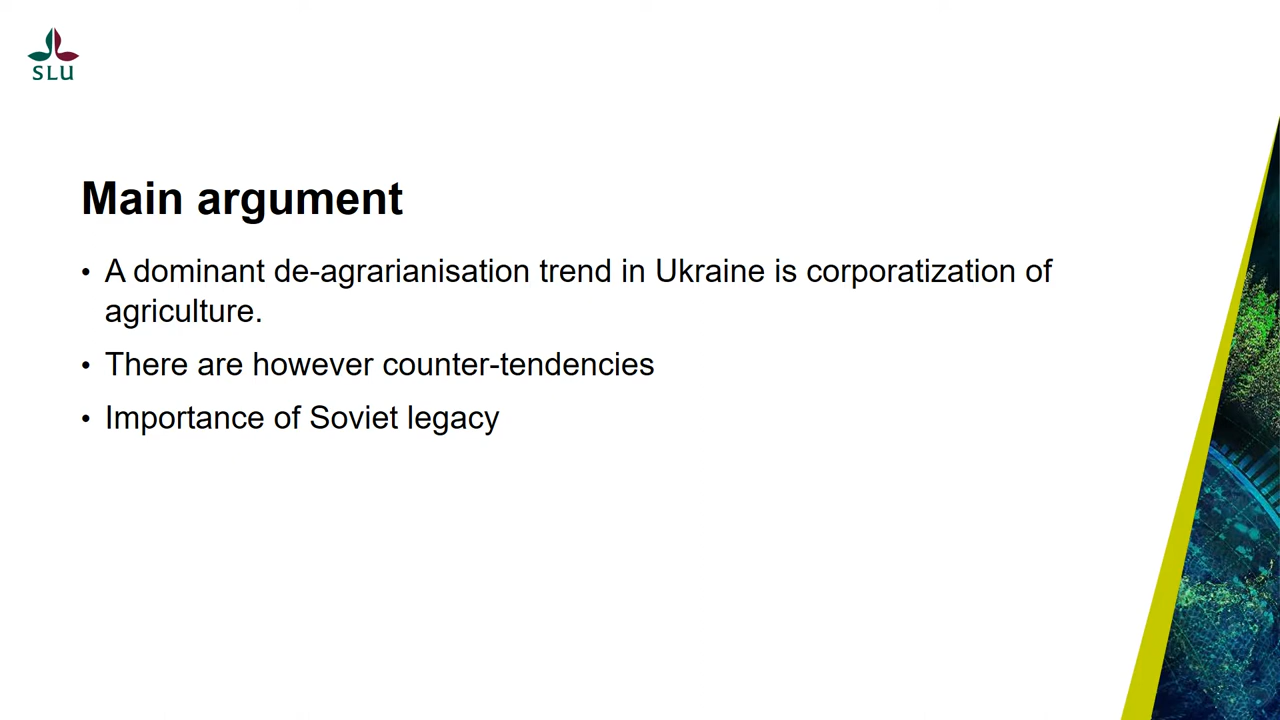 SLU
Main argument
• A dominant de-agrarianisation trend in Ukraine is corporatization of
agriculture.
• There are however counter-tendencies
• Importance of Soviet legacy